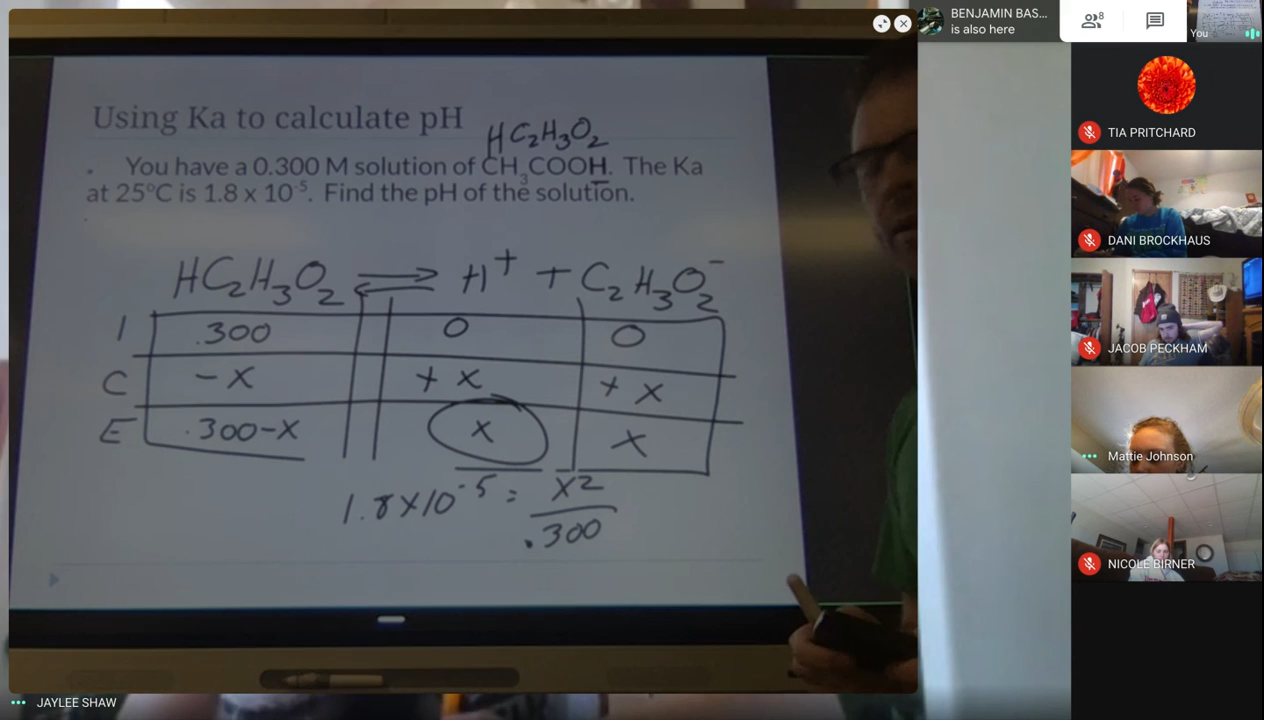 BENJAMIN BAS...
is also here
8
You
Using Ka to calculate pH
HC₂H₃O₂
. You have a 0.300 M solution of CH₃COOH. The Ka
at 25°C is 1.8 x 10⁻⁵. Find the pH of the solution.
HC₂H₃O₂ ⇌ H⁺ + C₂H₃O₂⁻
I .300 0 0
C - X + X + X
E .300-X X X
1.8X10⁻⁵ = X²
.300
TIA PRITCHARD
DANI BROCKHAUS
JACOB PECKHAM
Mattie Johnson
NICOLE BIRNER
JAYLEE SHAW